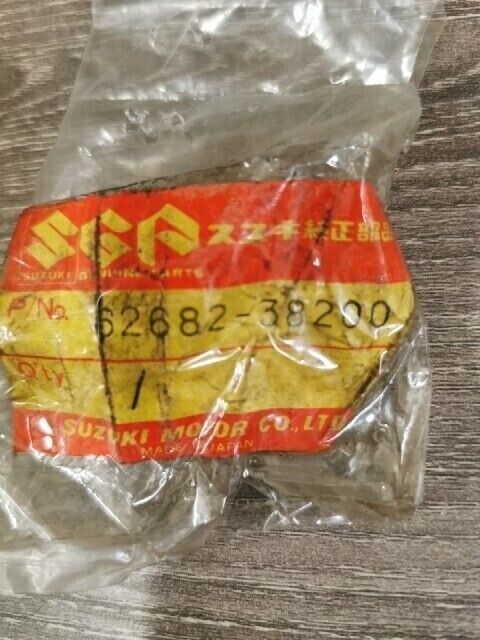 SGP スズキ純正部品
SUZUKI GENUINE PARTS
P/No. 62682-38200
Q'ty 1
SUZUKI MOTOR CO.,LTD.
MADE IN JAPAN